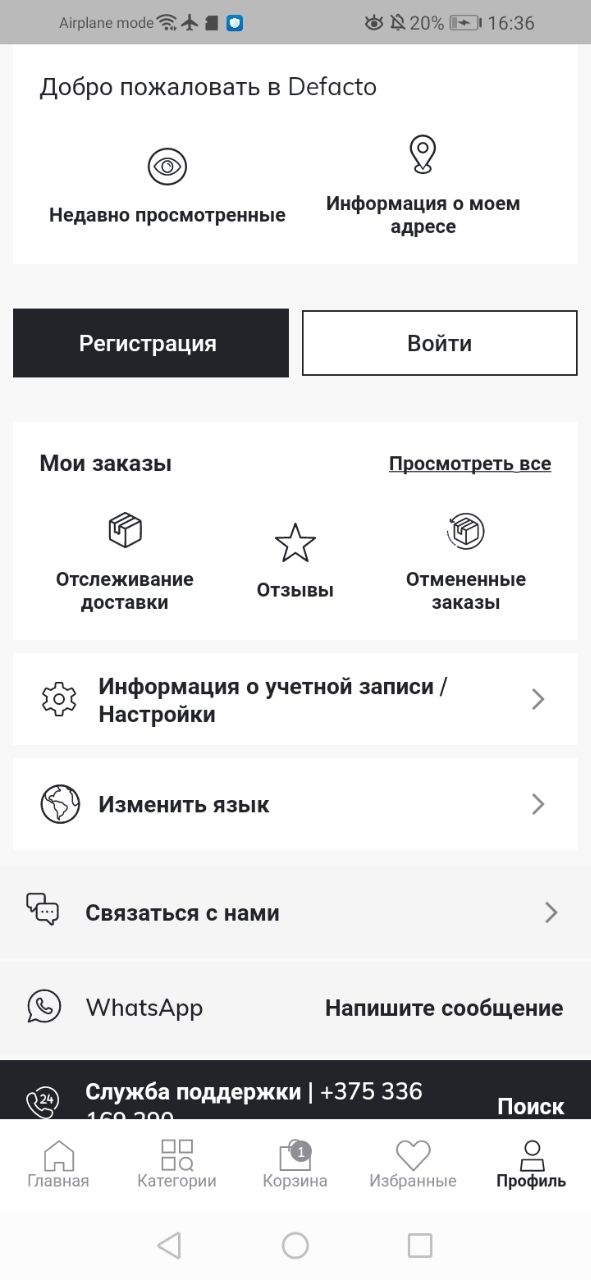 Airplane mode 20% 16:36
Добро пожаловать в Defacto
Недавно просмотренные
Информация о моем
адресе
Регистрация
Войти
Мои заказы
Просмотреть все
Отслеживание
доставки
Отзывы
Отмененные
заказы
Информация о учетной записи /
Настройки
Изменить язык
Связаться с нами
WhatsApp
Напишите сообщение
24
Служба поддержки | +375 336
Поиск
1
Главная
Категории
Корзина
Избранные
Профиль